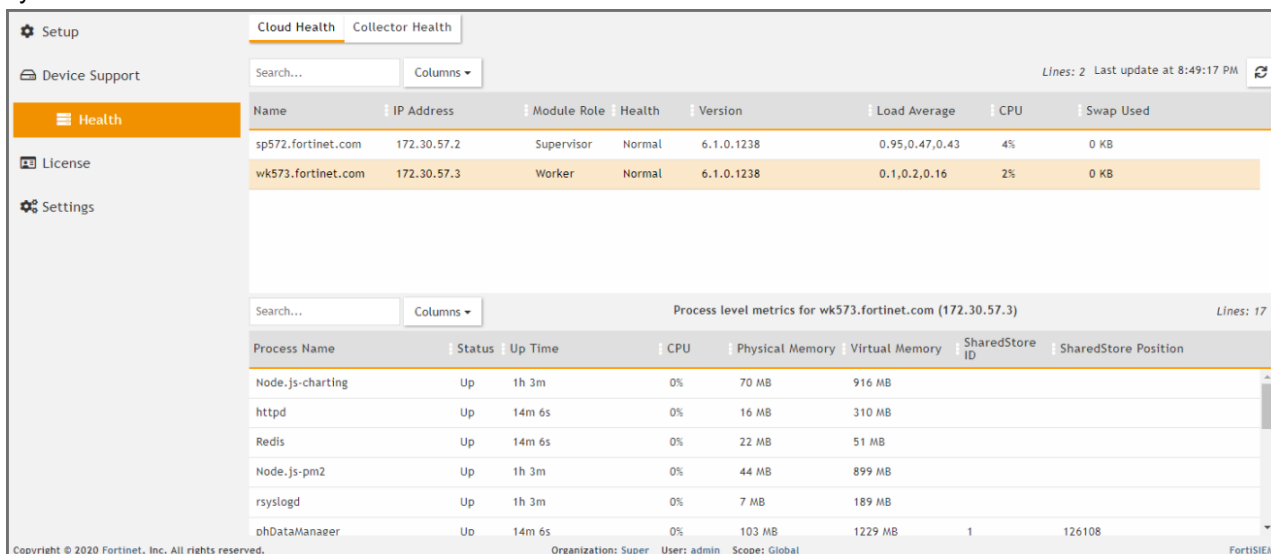 Setup
Device Support
Health
License
Settings
Cloud Health Collector Health
Search... Columns Lines: 2 Last update at 8:49:17 PM
Name IP Address Module Role Health Version Load Average CPU Swap Used
sp572.fortinet.com 172.30.57.2 Supervisor Normal 6.1.0.1238 0.95,0.47,0.43 4% 0 KB
wk573.fortinet.com 172.30.57.3 Worker Normal 6.1.0.1238 0.1,0.2,0.16 2% 0 KB
Search... Columns Process level metrics for wk573.fortinet.com (172.30.57.3) Lines: 17
Process Name Status Up Time CPU Physical Memory Virtual Memory SharedStore ID SharedStore Position
Node.js-charting Up 1h 3m 0% 70 MB 916 MB
httpd Up 14m 6s 0% 16 MB 310 MB
Redis Up 14m 6s 0% 22 MB 51 MB
Node.js-pm2 Up 1h 3m 0% 44 MB 899 MB
rsyslogd Up 1h 3m 0% 7 MB 189 MB
phDataManager Up 14m 6s 0% 103 MB 1229 MB 1 126108
Copyright © 2020 Fortinet, Inc. All rights reserved. Organization: Super User: admin Scope: Global FortiSIEM